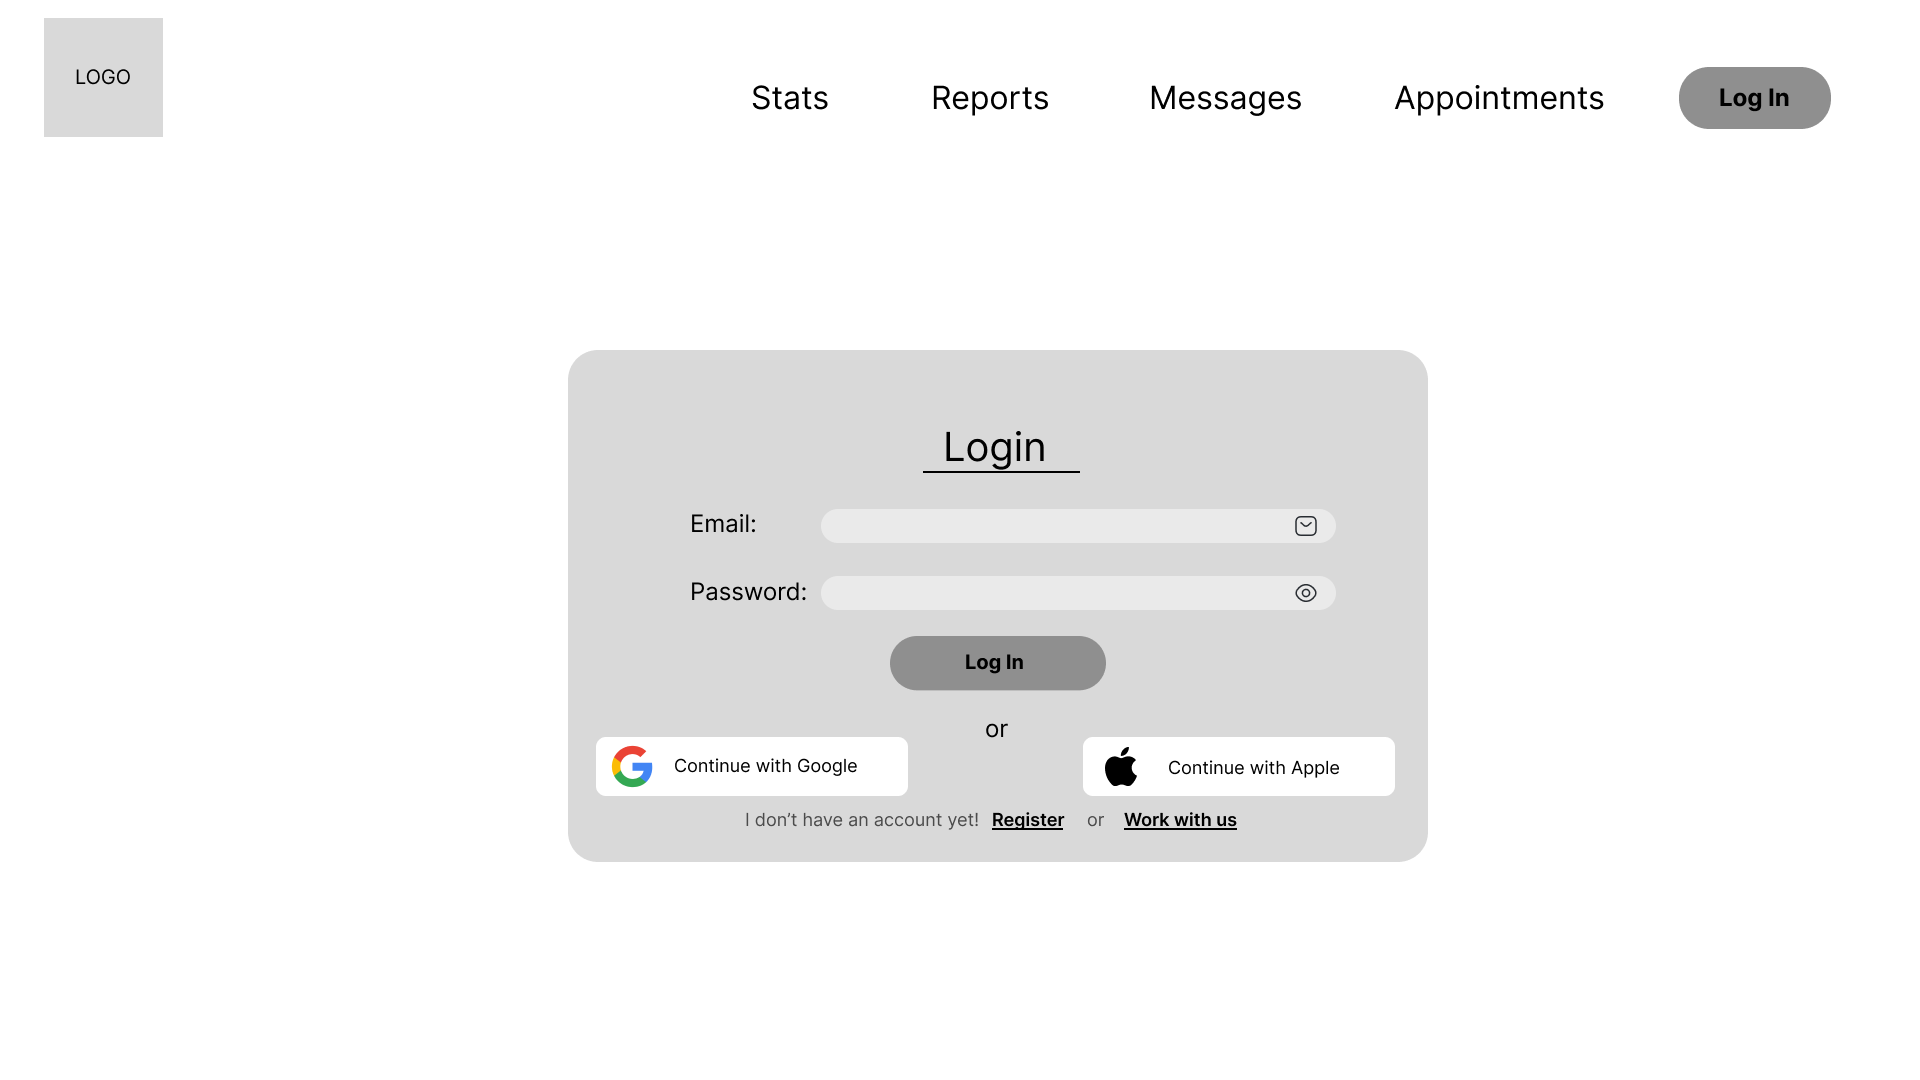 LOGO
Stats Reports Messages Appointments Log In
Login
Email:
Password:
Log In
or
Continue with Google
Continue with Apple
I don’t have an account yet! Register or Work with us